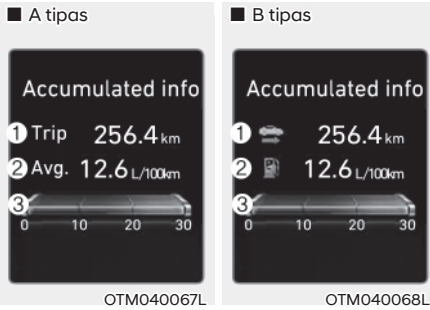 ■ A tipas
Accumulated info
① Trip 256.4 km
② Avg. 12.6 L/100km
③
0 10 20 30
OTM040067L
■ B tipas
Accumulated info
① 256.4 km
② 12.6 L/100km
③
0 10 20 30
OTM040068L